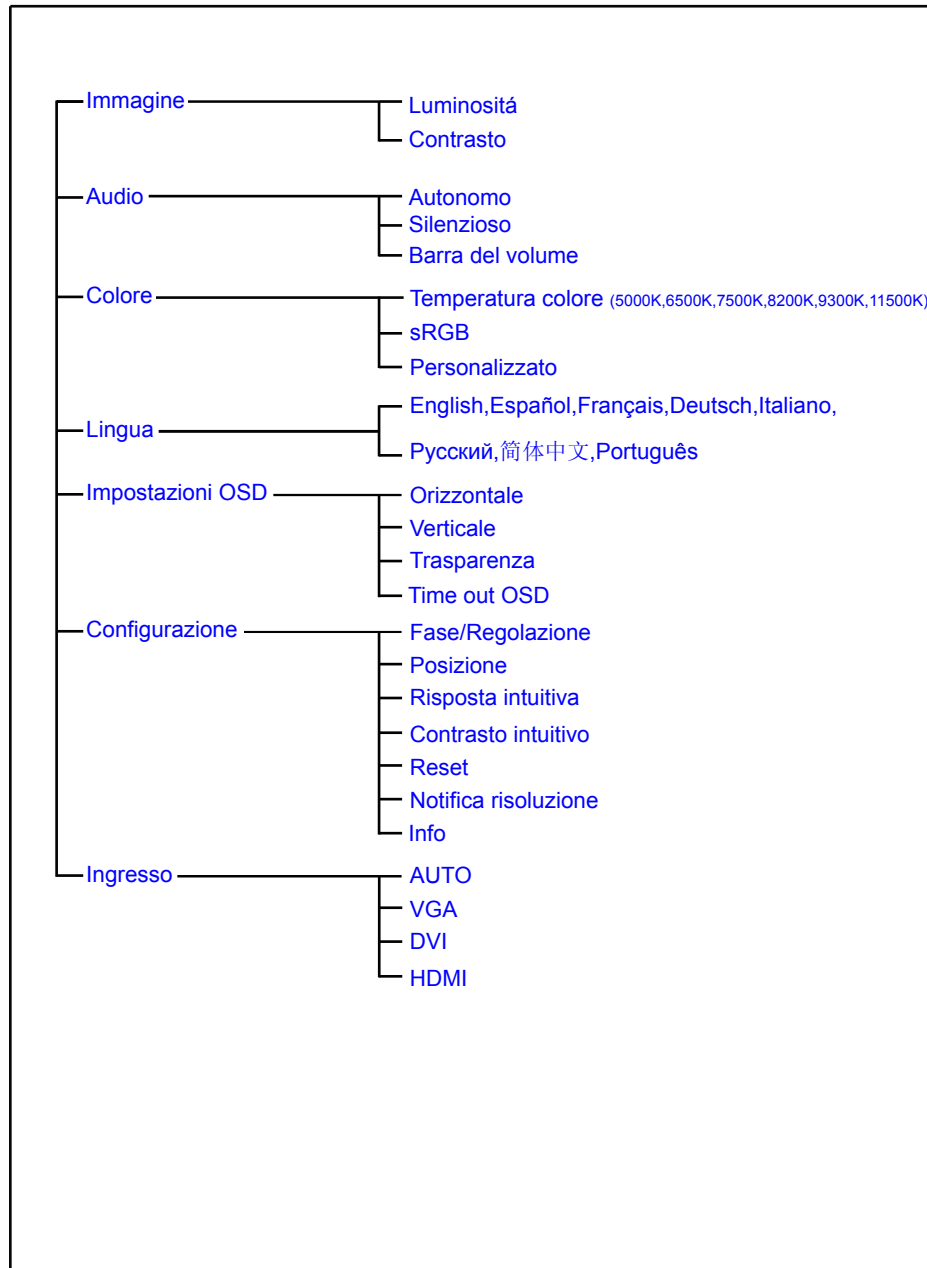 Immagine
Luminositá
Contrasto
Audio
Autonomo
Silenzioso
Barra del volume
Colore
Temperatura colore (5000K,6500K,7500K,8200K,9300K,11500K)
sRGB
Personalizzato
Lingua
English,Español,Français,Deutsch,Italiano,
Русский,简体中文,Português
Impostazioni OSD
Orizzontale
Verticale
Trasparenza
Time out OSD
Configurazione
Fase/Regolazione
Posizione
Risposta intuitiva
Contrasto intuitivo
Reset
Notifica risoluzione
Info
Ingresso
AUTO
VGA
DVI
HDMI